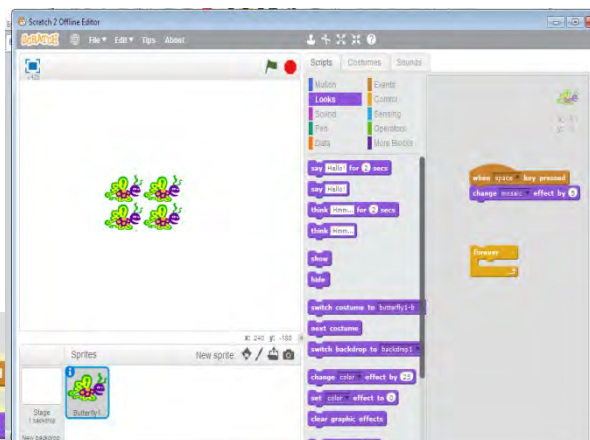 Scratch 2 Offline Editor
SCRATCH File Edit Tips About
Scripts Costumes Sounds
Motion Events
Looks Control
Sound Sensing
Pen Operators
Data More Blocks
say Hello! for 2 secs
say Hello!
think Hmm... for 2 secs
think Hmm...
show
hide
switch costume to butterfly1-b
next costume
switch backdrop to backdrop1
change color effect by 25
set color effect to 0
clear graphic effects
when space key pressed
change mosaic effect by 5
forever
x: 240 y: -180
Sprites New sprite:
Stage
1 backdrop
Butterfly1
New backdrop